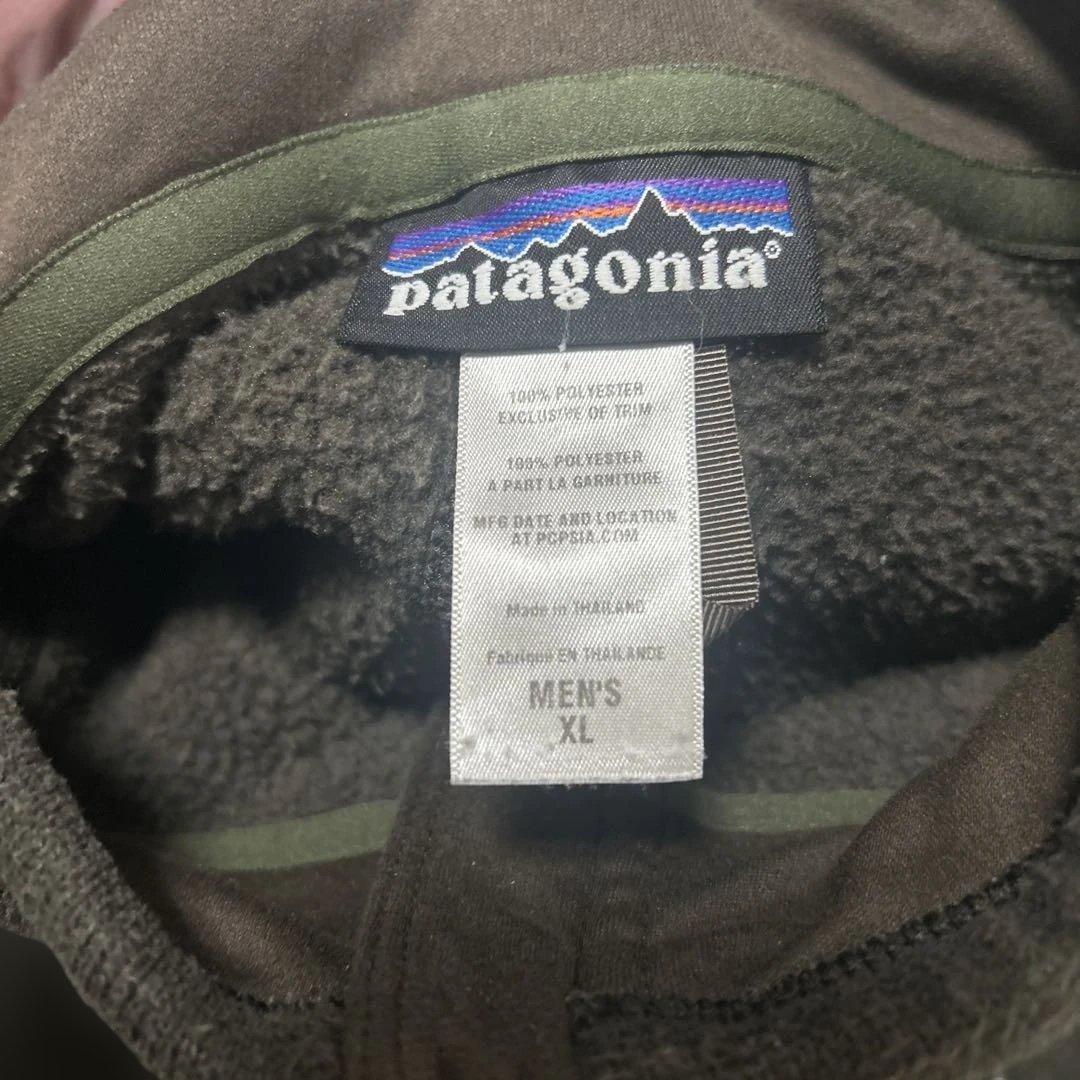 patagonia®
100% POLYESTER
EXCLUSIVE OF TRIM
100% POLYESTER
A PART LA GARNITURE
MFG DATE AND LOCATION
AT PGPSIA.COM
Made in THAILAND
Fabriqué EN THAILANDE
MEN'S
XL